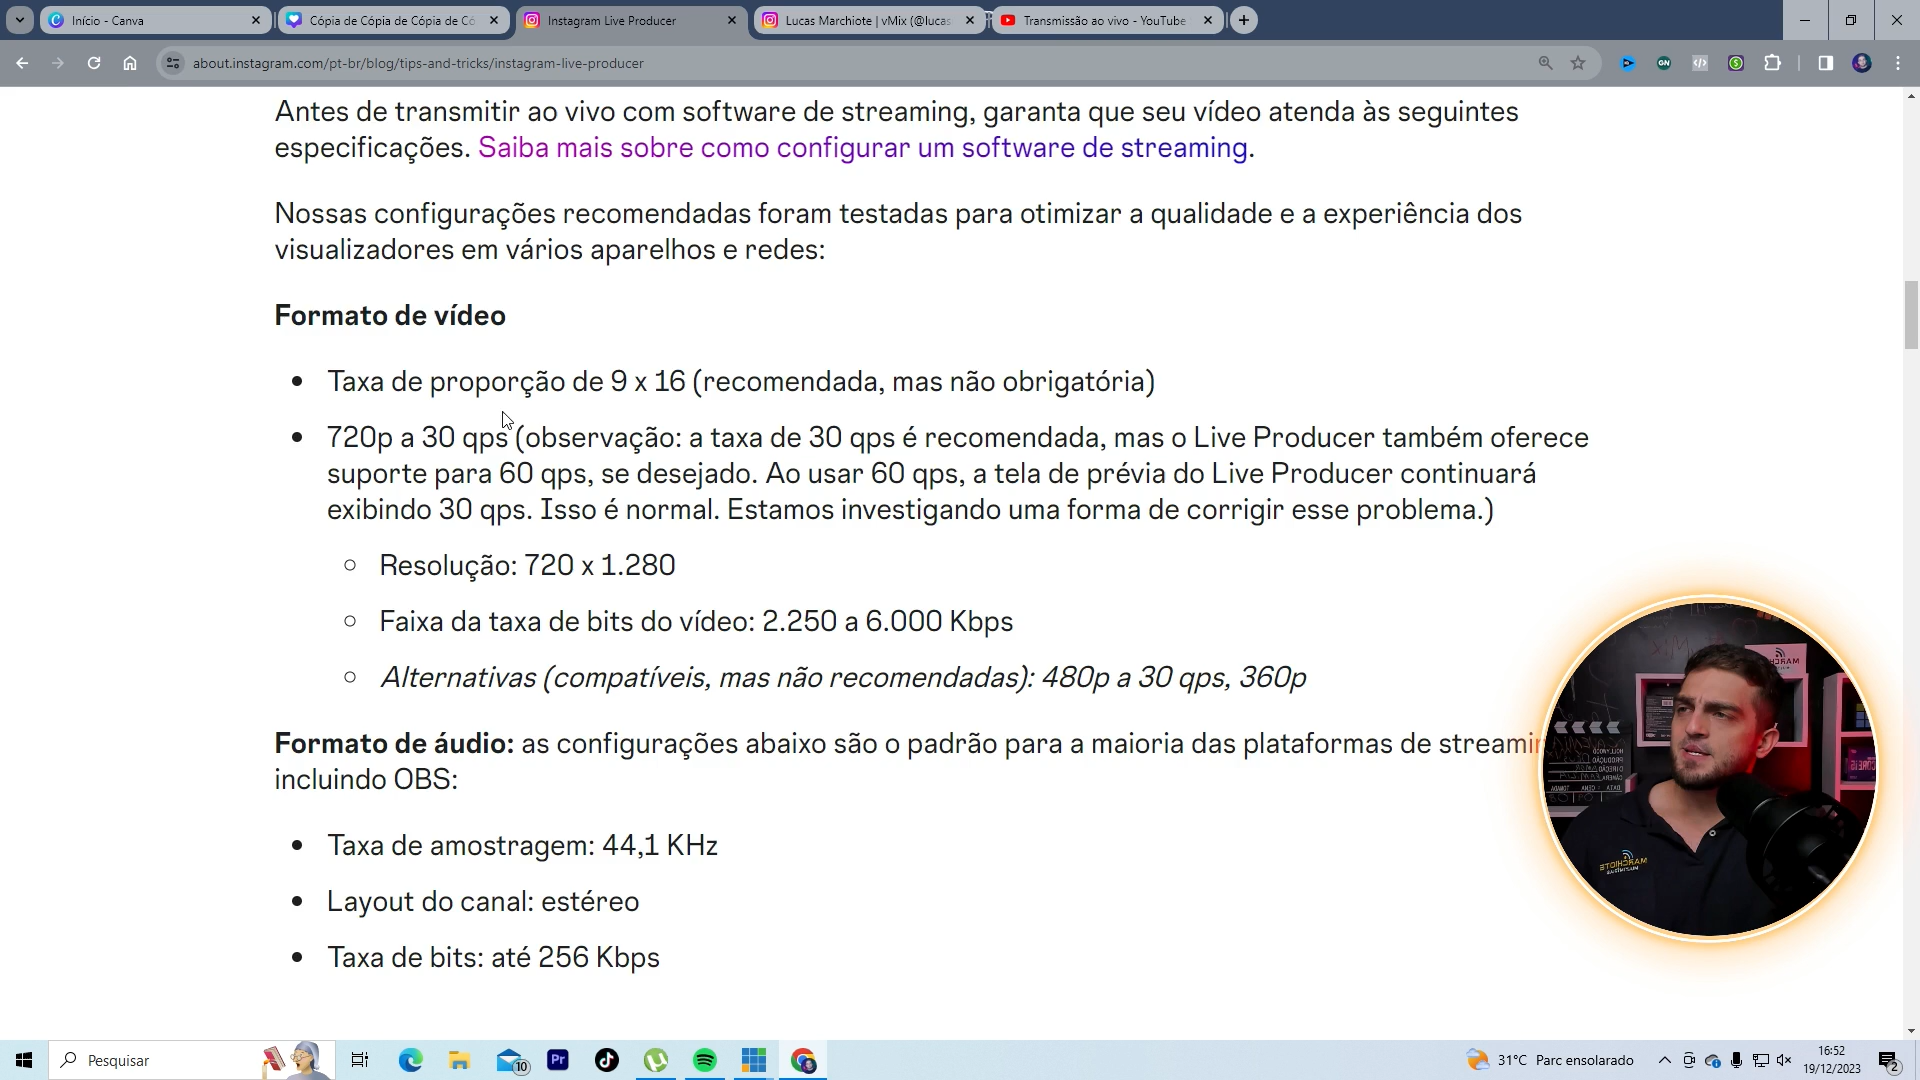 Início - Canva
Cópia de Cópia de Cópia de Có
Instagram Live Producer
Lucas Marchiote | vMix (@lucas
Transmissão ao vivo - YouTube
about.instagram.com/pt-br/blog/tips-and-tricks/instagram-live-producer
Antes de transmitir ao vivo com software de streaming, garanta que seu vídeo atenda às seguintes
especificações. Saiba mais sobre como configurar um software de streaming.
Nossas configurações recomendadas foram testadas para otimizar a qualidade e a experiência dos
visualizadores em vários aparelhos e redes:
Formato de vídeo
Taxa de proporção de 9 x 16 (recomendada, mas não obrigatória)
720p a 30 qps (observação: a taxa de 30 qps é recomendada, mas o Live Producer também oferece
suporte para 60 qps, se desejado. Ao usar 60 qps, a tela de prévia do Live Producer continuará
exibindo 30 qps. Isso é normal. Estamos investigando uma forma de corrigir esse problema.)
Resolução: 720 x 1.280
Faixa da taxa de bits do vídeo: 2.250 a 6.000 Kbps
Alternativas (compatíveis, mas não recomendadas): 480p a 30 qps, 360p
Formato de áudio: as configurações abaixo são o padrão para a maioria das plataformas de streamin
incluindo OBS:
Taxa de amostragem: 44,1 KHz
Layout do canal: estéreo
Taxa de bits: até 256 Kbps
MARCHIOTE
Pesquisar
10
Pr
31°C Parc ensolarado
16:52
19/12/2023
2